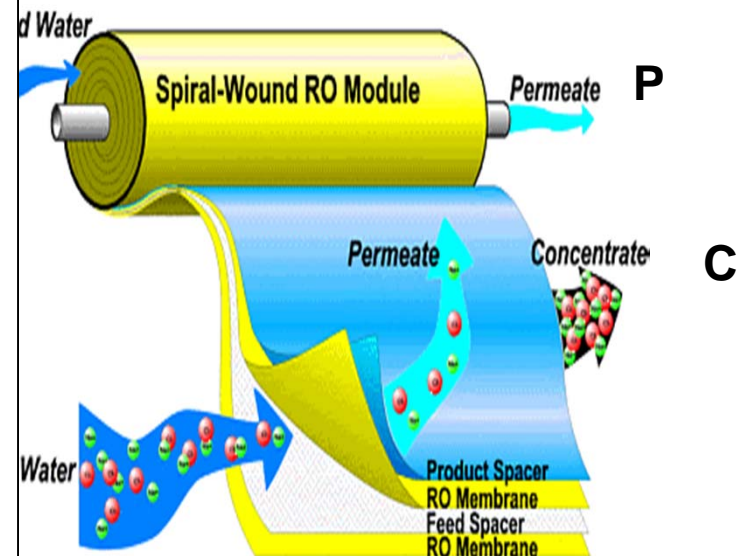 d Water
Spiral-Wound RO Module
Permeate
P
Permeate
Concentrate
C
Water
Product Spacer
RO Membrane
Feed Spacer
RO Membrane